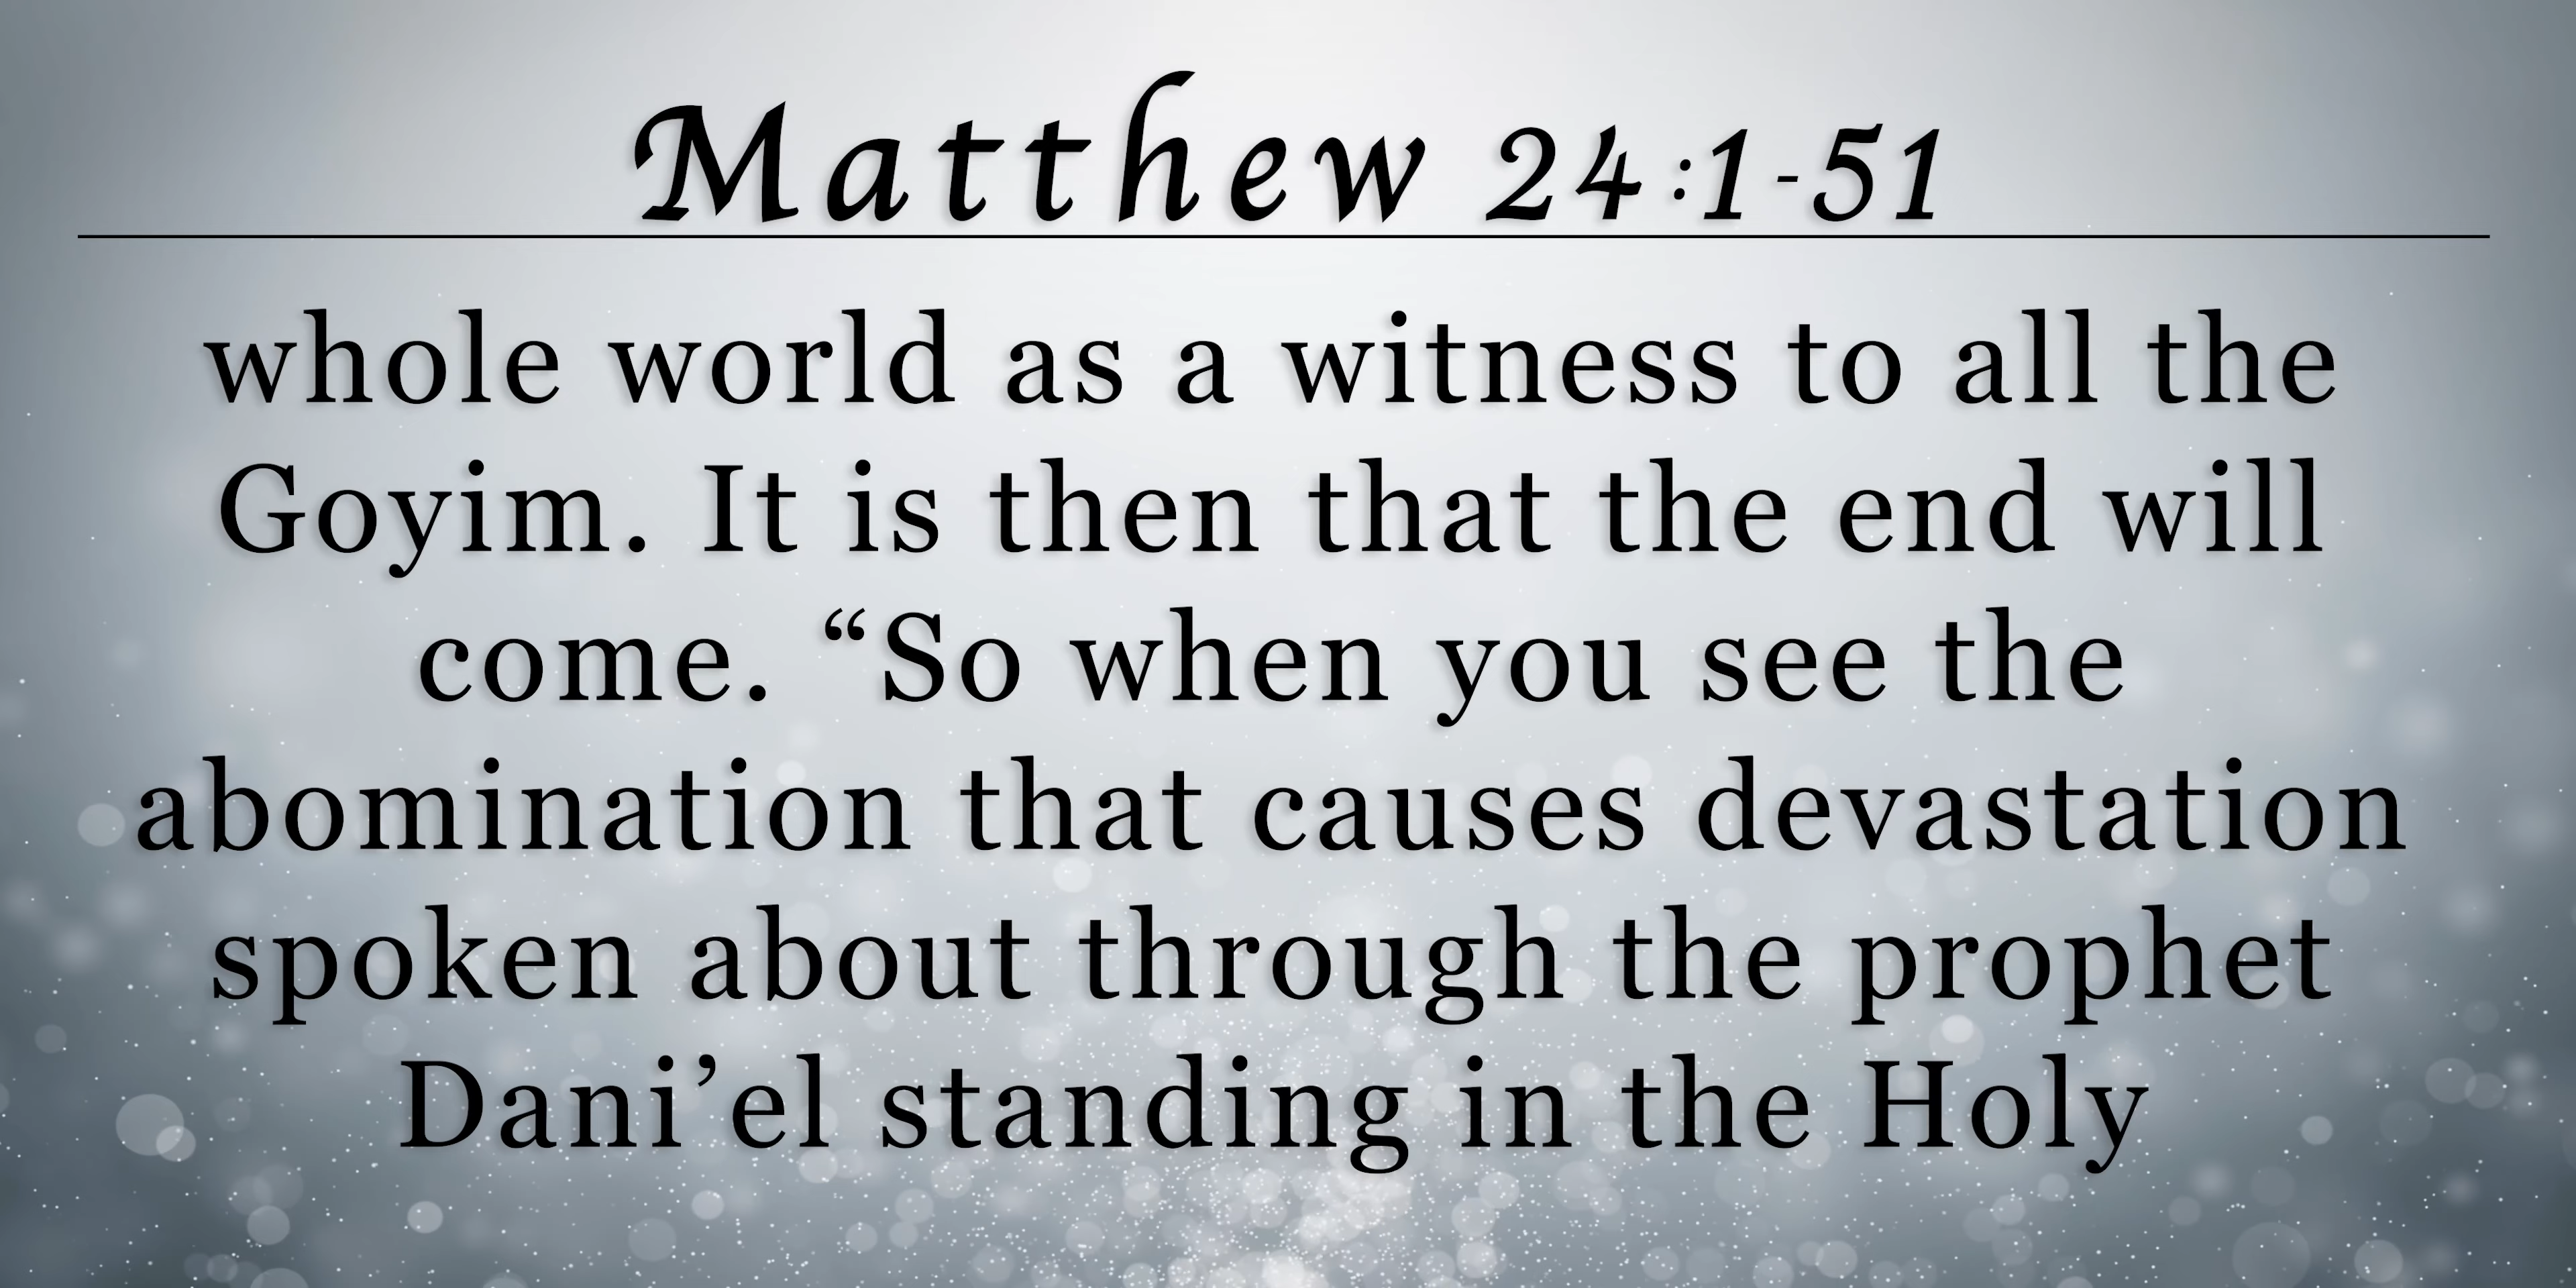 Matthew 24:1-51
whole world as a witness to all the
Goyim. It is then that the end will
come. “So when you see the
abomination that causes devastation
spoken about through the prophet
Dani’el standing in the Holy